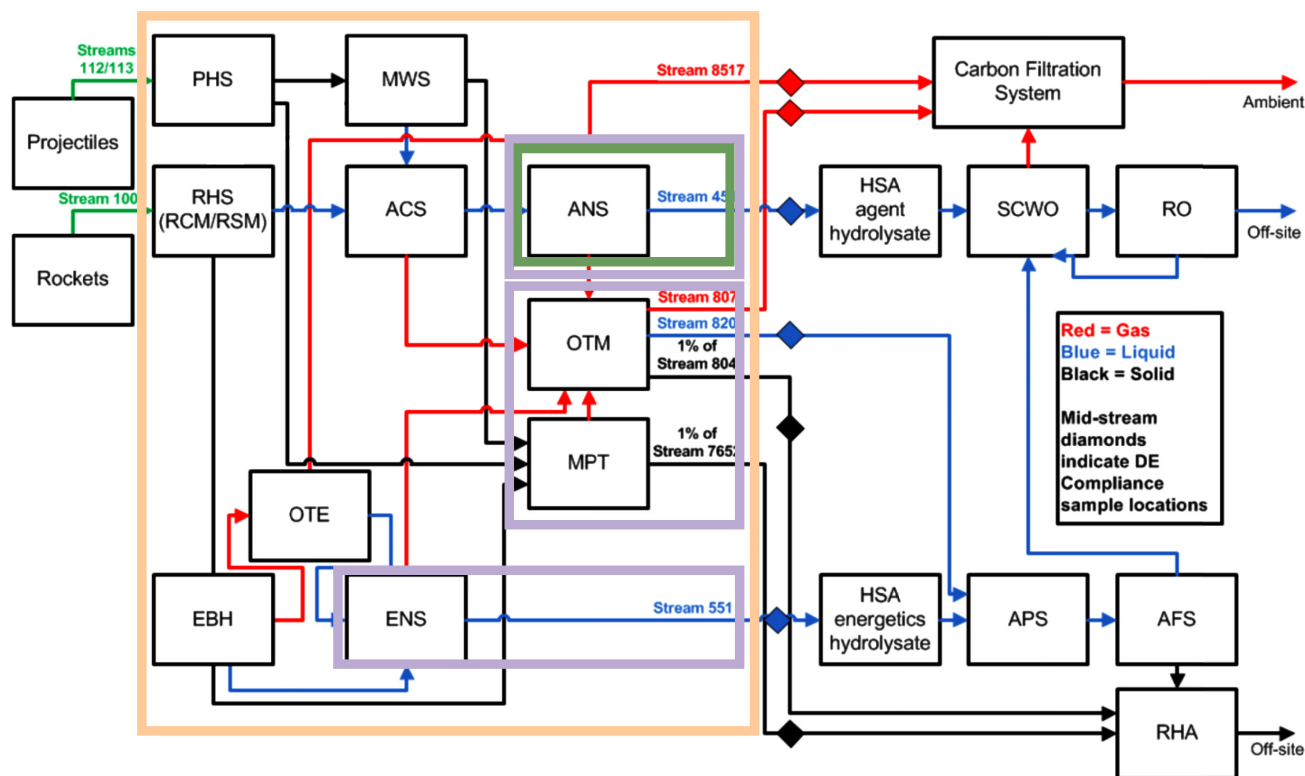 Streams
112/113
PHS
MWS
Stream 8517
Carbon Filtration
System
Ambient
Projectiles
Stream 100
RHS
(RCM/RSM)
ACS
ANS
HSA
agent
hydrolysate
SCWO
RO
Off-site
Rockets
Stream 807
Stream 820
1% of
Stream 804
OTM
Red = Gas
Blue = Liquid
Black = Solid
Mid-stream
diamonds
indicate DE
Compliance
sample locations
1% of
Stream 7652
MPT
OTE
EBH
ENS
Stream 551
HSA
energetics
hydrolysate
APS
AFS
RHA
Off-site